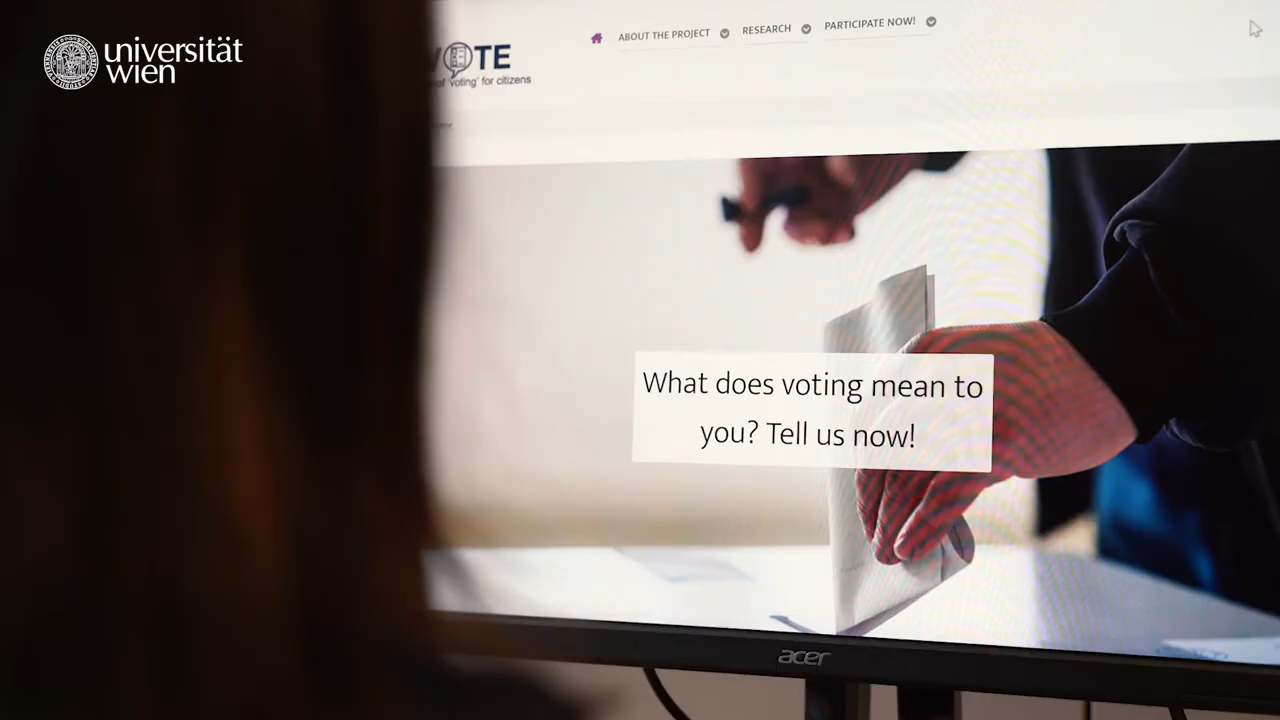 universität
wien
VOTE
of 'voting' for citizens
ABOUT THE PROJECT
RESEARCH
PARTICIPATE NOW!
What does voting mean to
you? Tell us now!
acer